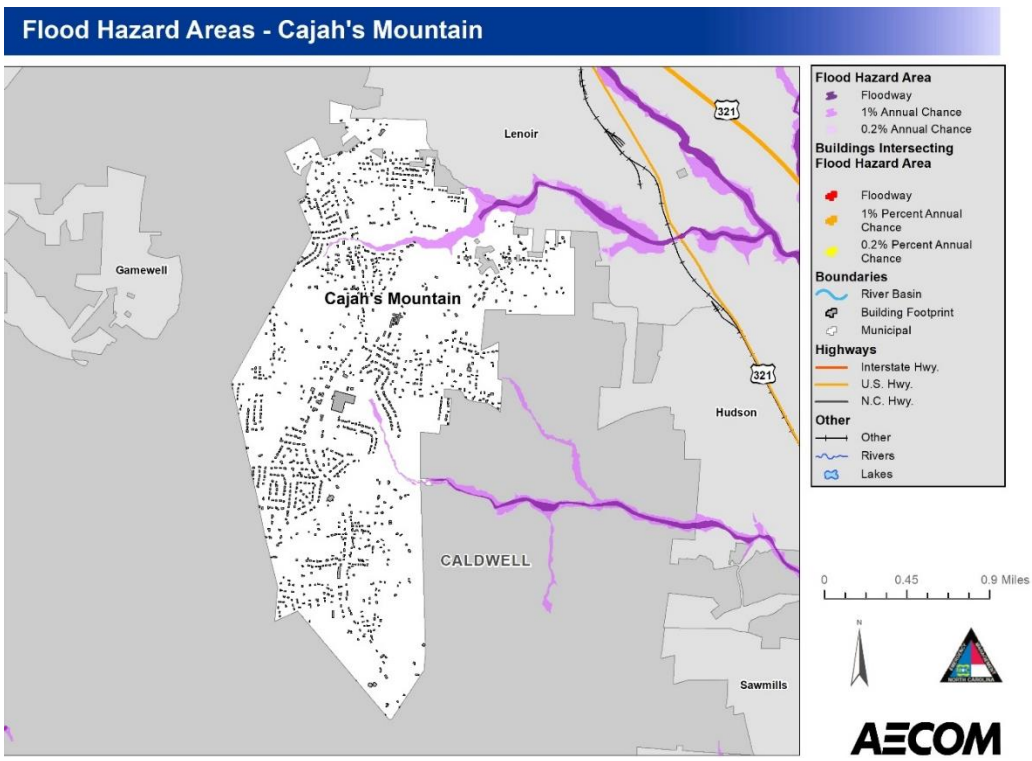 Flood Hazard Areas - Cajah's Mountain
Lenoir
321
Gamewell
Cajah's Mountain
321
Hudson
CALDWELL
Sawmills
Flood Hazard Area
Floodway
1% Annual Chance
0.2% Annual Chance
Buildings Intersecting
Flood Hazard Area
Floodway
1% Percent Annual
Chance
0.2% Percent Annual
Chance
Boundaries
River Basin
Building Footprint
Municipal
Highways
Interstate Hwy.
U.S. Hwy.
N.C. Hwy.
Other
Other
Rivers
Lakes
0 0.45 0.9 Miles
N
NORTH CAROLINA
AECOM